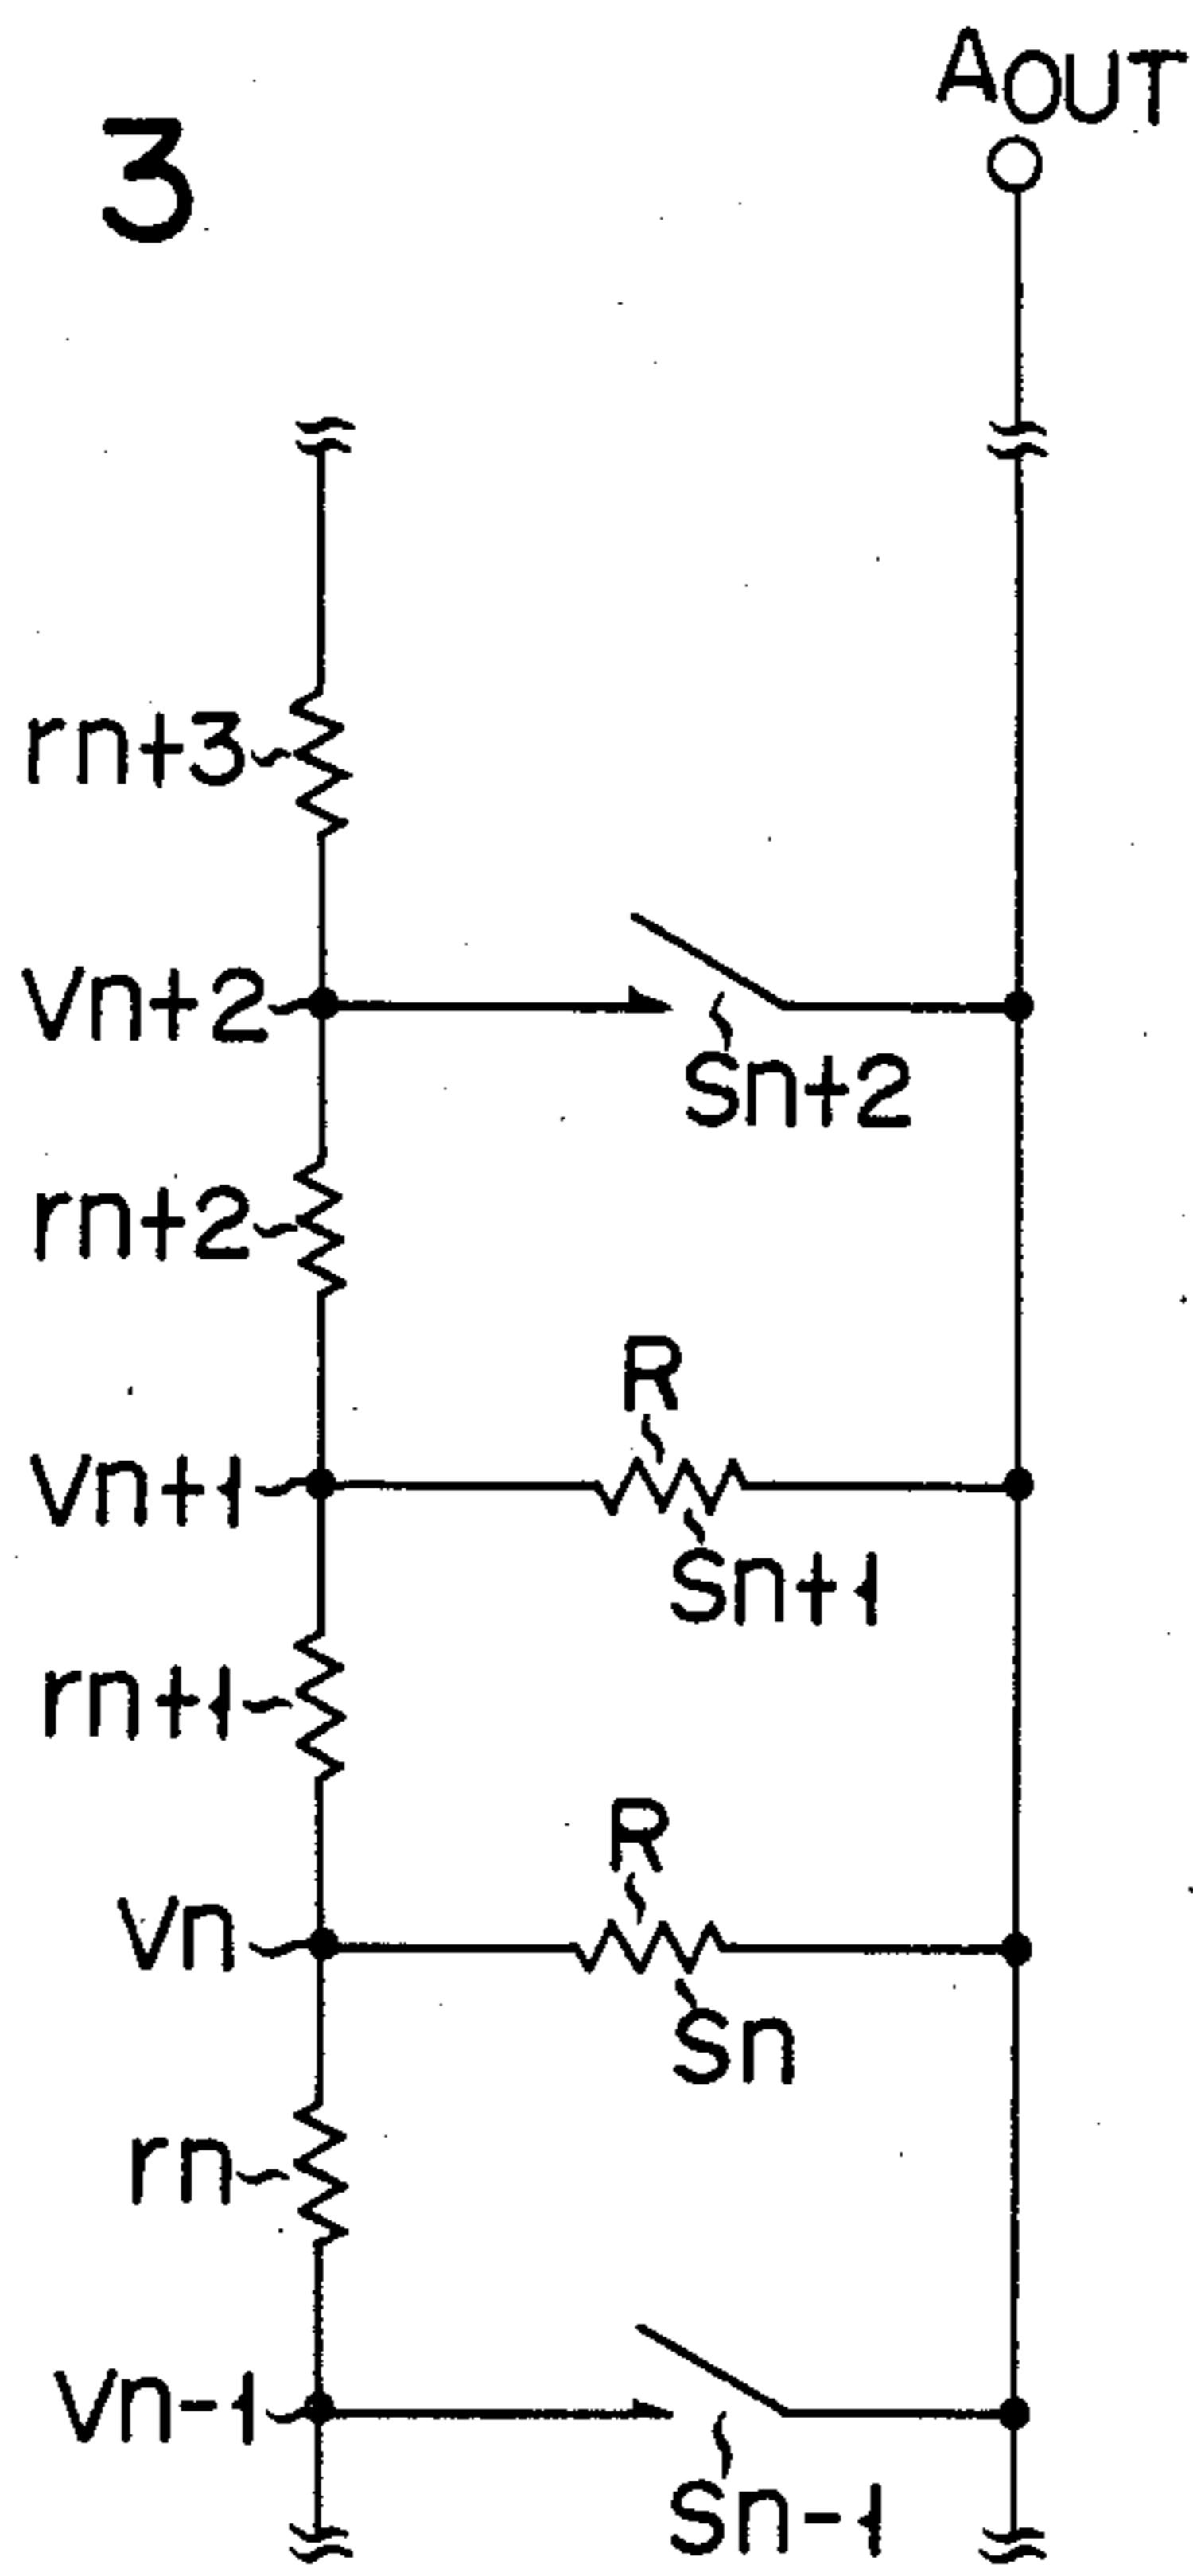 3
AOUT
rn+3
Vn+2
Sn+2
rn+2
R
Vn+1
Sn+1
rn+1
R
Vn
Sn
rn
Vn-1
Sn-1